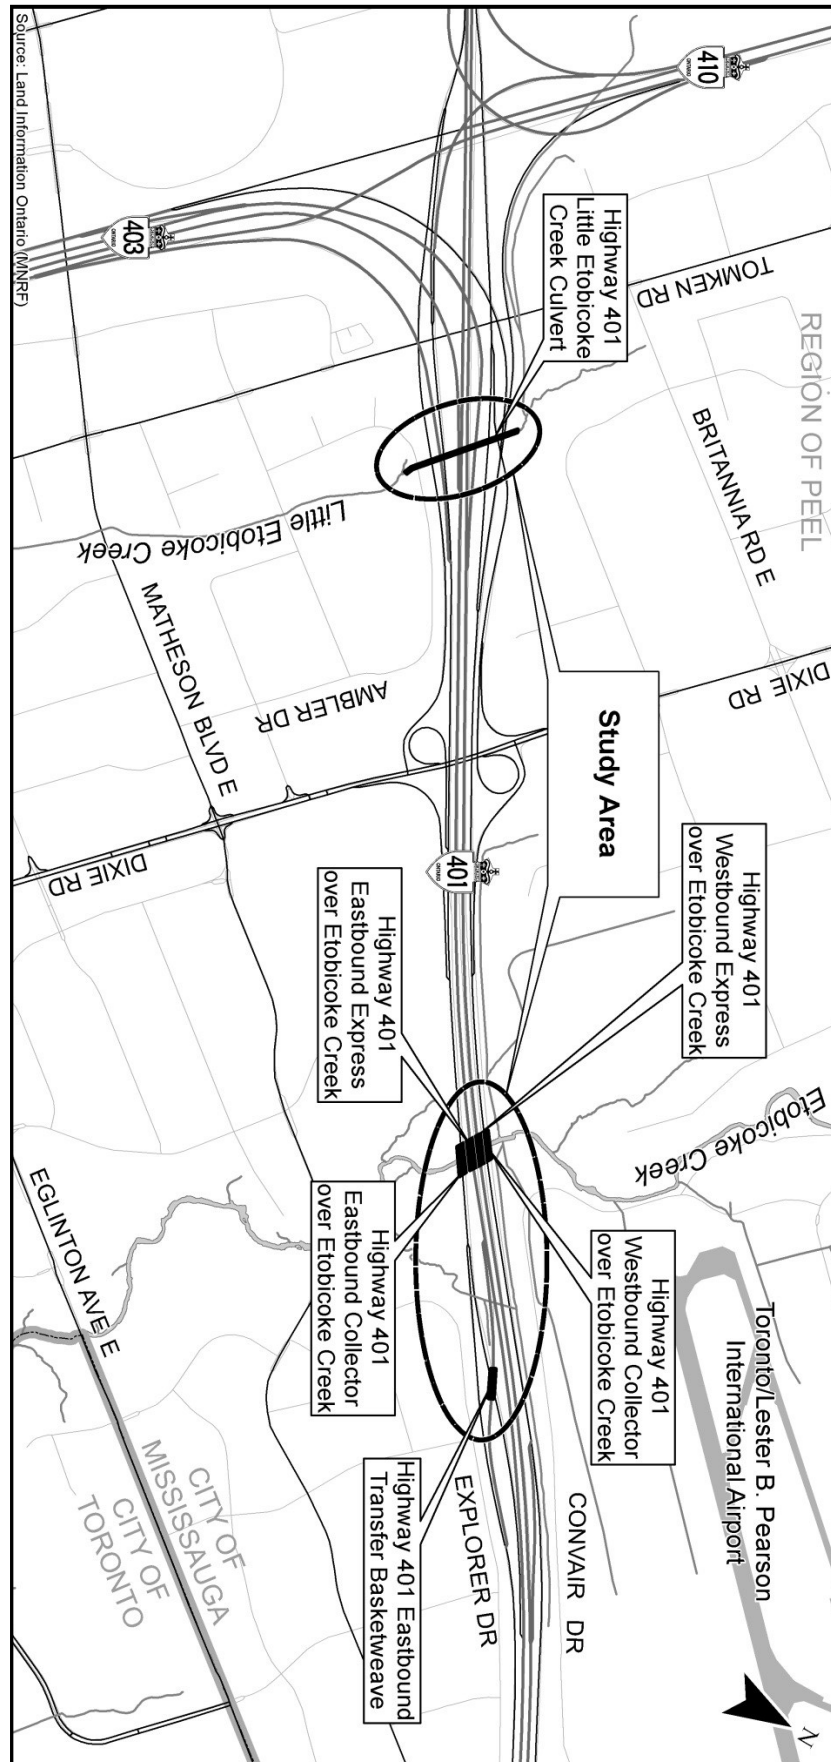 410
ONTARIO
403
ONTARIO
TOMKEN RD
REGION OF PEEL
BRITANNIA RD E
DIXIE RD
Highway 401
Little Etobicoke
Creek Culvert
Little Etobicoke Creek
MATHESON BLVD E
AMBLER DR
DIXIE RD
Study Area
401
ONTARIO
Highway 401
Westbound Express
over Etobicoke Creek
Highway 401
Eastbound Express
over Etobicoke Creek
Etobicoke Creek
Highway 401
Westbound Collector
over Etobicoke Creek
Highway 401
Eastbound Collector
over Etobicoke Creek
Toronto/Lester B. Pearson
International Airport
EGLINTON AVE E
CITY OF
MISSISSAUGA
CITY OF
TORONTO
Highway 401 Eastbound
Transfer Basketweave
EXPLORER DR
CONVAIR DR
N
Source: Land Information Ontario (MNRF)